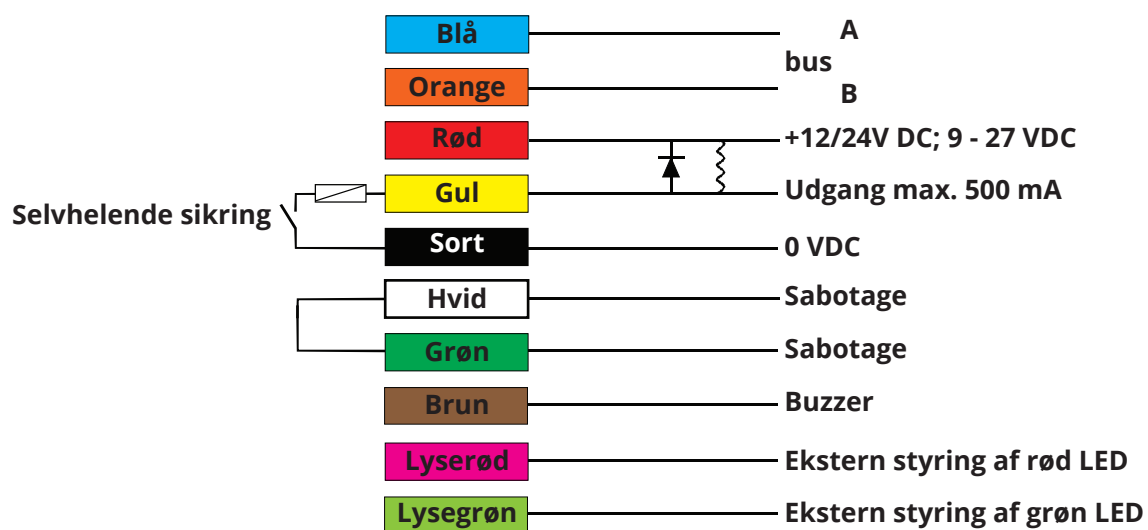 Blå
A
bus
Orange
B
Rød
+12/24V DC; 9 - 27 VDC
Gul
Udgang max. 500 mA
Selvhelende sikring
Sort
0 VDC
Hvid
Sabotage
Grøn
Sabotage
Brun
Buzzer
Lyserød
Ekstern styring af rød LED
Lysegrøn
Ekstern styring af grøn LED